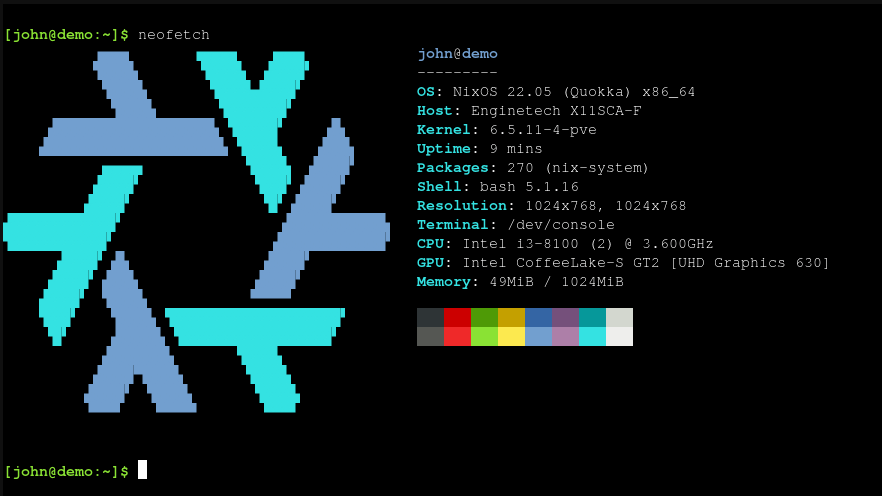 [john@demo:~]$ neofetch
john@demo
---------
OS: NixOS 22.05 (Quokka) x86_64
Host: Enginetech X11SCA-F
Kernel: 6.5.11-4-pve
Uptime: 9 mins
Packages: 270 (nix-system)
Shell: bash 5.1.16
Resolution: 1024x768, 1024x768
Terminal: /dev/console
CPU: Intel i3-8100 (2) @ 3.600GHz
GPU: Intel CoffeeLake-S GT2 [UHD Graphics 630]
Memory: 49MiB / 1024MiB
[john@demo:~]$